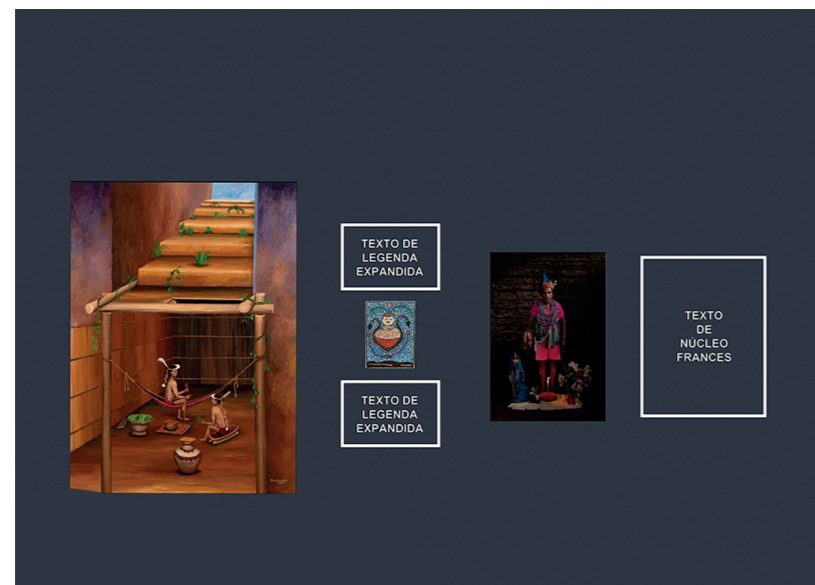 TEXTO DE
LEGENDA
EXPANDIDA
TEXTO DE
LEGENDA
EXPANDIDA
TEXTO
DE
NÚCLEO
FRANCES